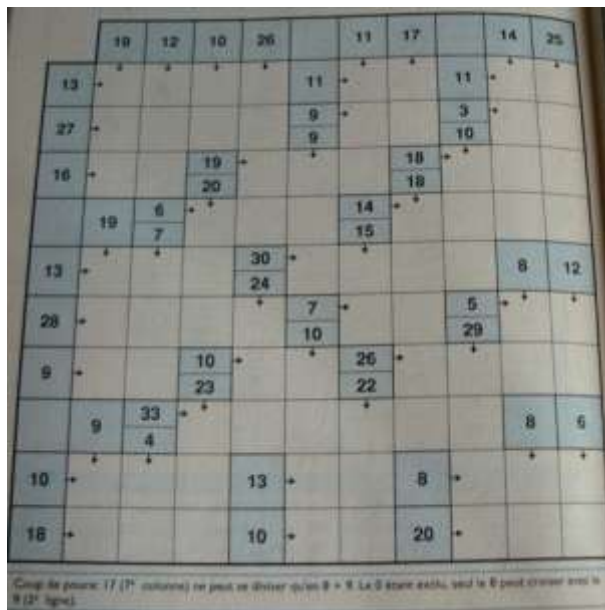 19 12 10 26 11 17 14 25
13 11 11
27 9 3
9 10
16 19 18
20 18
19 6 14
7 15
13 30 8 12
24
28 7 5
10 29
9 10 26
23 22
9 33 8 6
4
10 13 8
18 10 20
Coup de pouce: 17 (7e colonne) ne peut se diviser qu'en 8 + 9. Le 0 étant exclu, seul le 8 peut croiser avec le
9 (2e ligne).